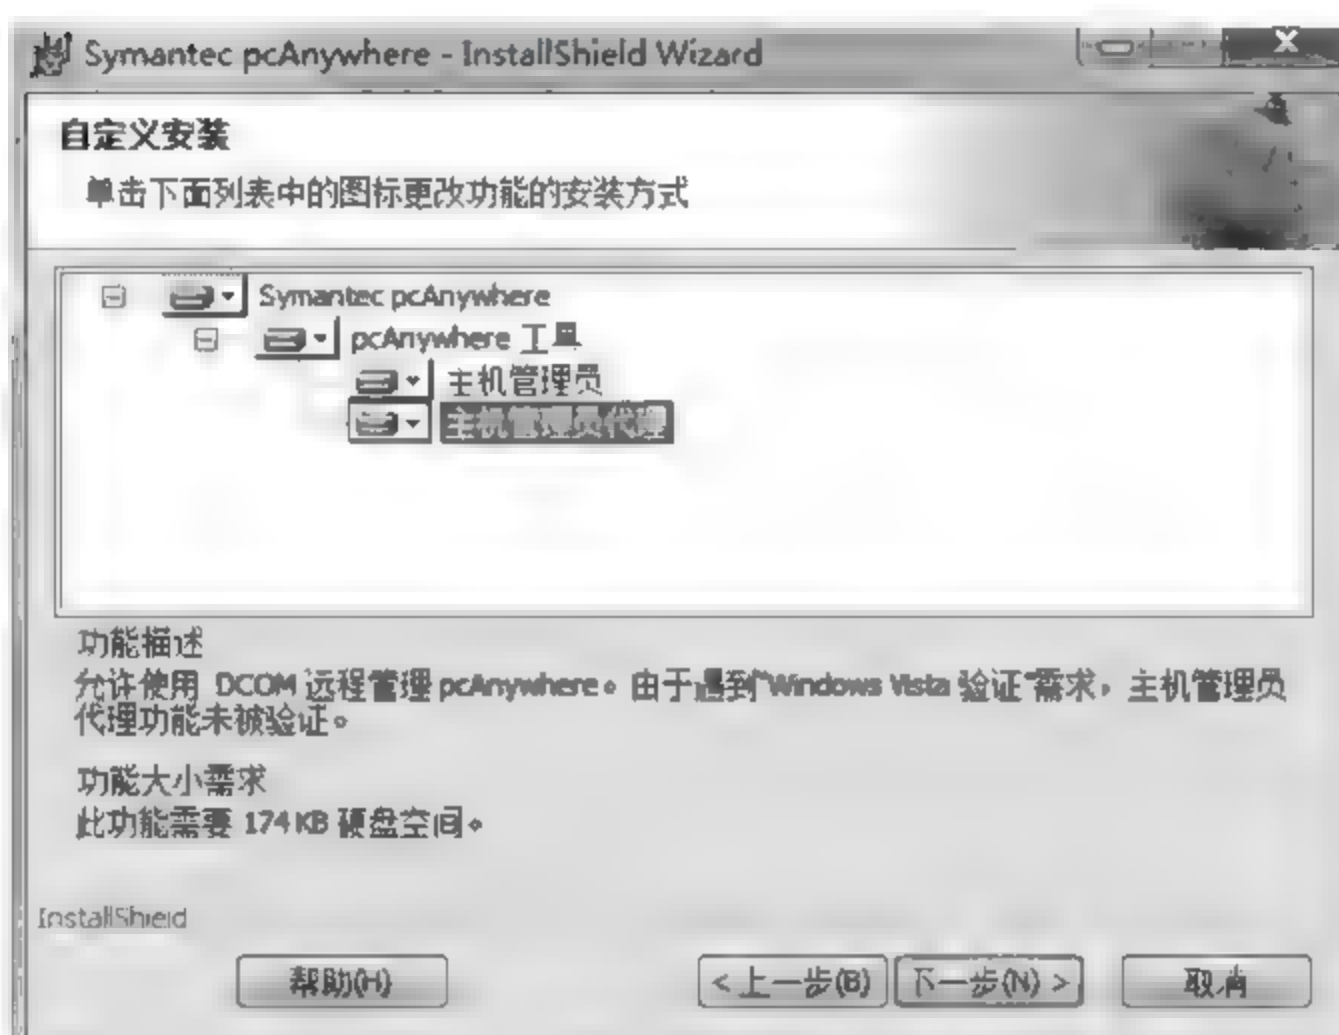 Symantec pcAnywhere - InstallShield Wizard
自定义安装
单击下面列表中的图标更改功能的安装方式
Symantec pcAnywhere
pcAnywhere 工具
主机管理员
主机管理员代理
功能描述
允许使用 DCOM 远程管理 pcAnywhere。由于遇到"Windows Vista 验证"需求，主机管理员
代理功能未被验证。
功能大小需求
此功能需要 174 KB 硬盘空间。
InstallShield
帮助(H)
< 上一步(B)
下一步(N) >
取消